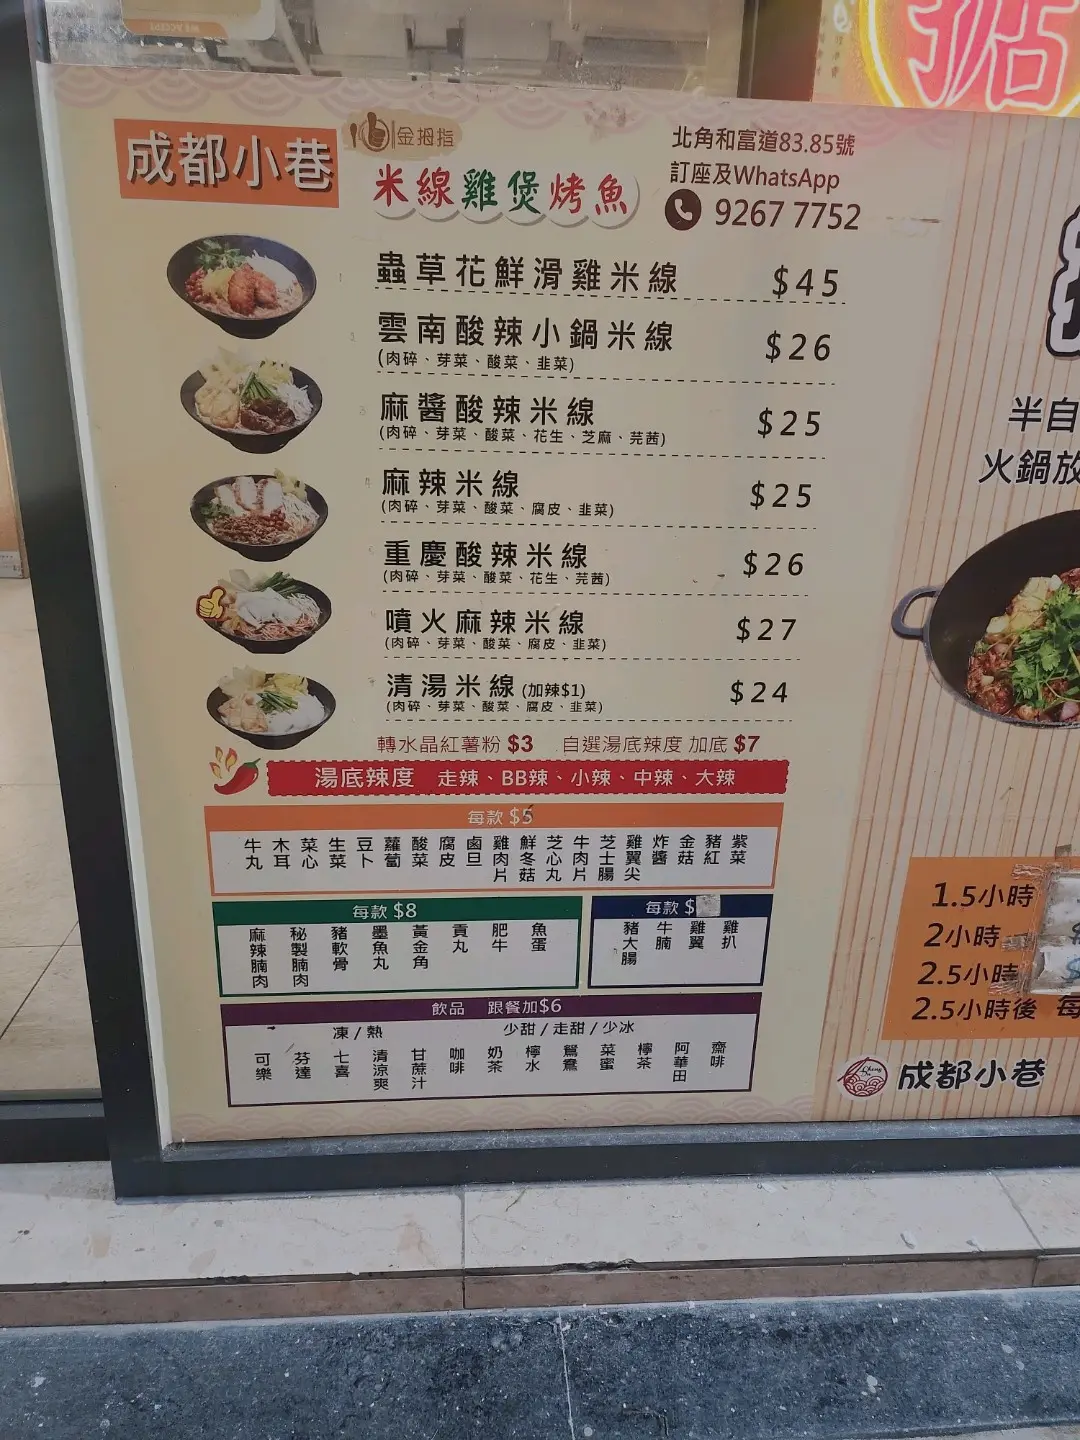 成都小巷
金拇指
米線雞煲烤魚
北角和富道83.85號
訂座及WhatsApp
9267 7752
蟲草花鮮滑雞米線 $45
雲南酸辣小鍋米線 $26
(肉碎、芽菜、酸菜、韭菜)
麻醬酸辣米線 $25
(肉碎、芽菜、酸菜、花生、芝麻、芫茜)
麻辣米線 $25
(肉碎、芽菜、酸菜、腐皮、韭菜)
重慶酸辣米線 $26
(肉碎、芽菜、酸菜、花生、芫茜)
噴火麻辣米線 $27
(肉碎、芽菜、酸菜、腐皮、韭菜)
清湯米線(加辣$1) $24
(肉碎、芽菜、酸菜、腐皮、韭菜)
轉水晶紅薯粉 $3 自選湯底辣度 加底 $7
湯底辣度 走辣、BB辣、小辣、中辣、大辣
每款 $5
牛丸 木耳 菜心 生菜 豆卜 蘿蔔 酸菜 腐皮 鹵旦 雞肉片 鮮冬菇 芝心丸 牛肉片 芝士腸 雞翼尖 炸醬 金菇 豬紅 紫菜
每款 $8
麻辣腩肉 秘製腩肉 豬軟骨 墨魚丸 黃金角 貢丸 肥牛 魚蛋
每款 $
豬大腸 牛腩 雞翼 雞扒
飲品 跟餐加$6
凍/熱 少甜/走甜/少冰
可樂 芬達 七喜 清涼爽 甘蔗汁 咖啡 奶茶 檸水 鴛鴦 菜蜜 檸茶 阿華田 齋啡
掂
半自
火鍋放
1.5小時
2小時
2.5小時
2.5小時後 每
成都小巷